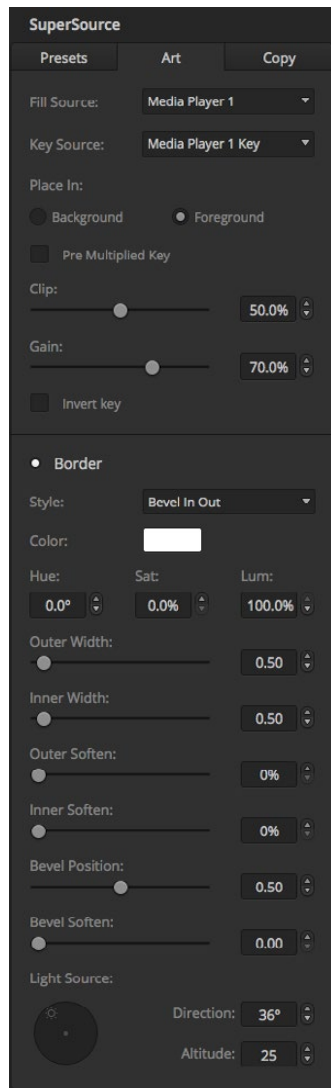 SuperSource
Presets Art Copy
Fill Source: Media Player 1
Key Source: Media Player 1 Key
Place In:
Background Foreground
Pre Multiplied Key
Clip:
50.0%
Gain:
70.0%
Invert key
Border
Style: Bevel In Out
Color:
Hue: Sat: Lum:
0.0° 0.0% 100.0%
Outer Width:
0.50
Inner Width:
0.50
Outer Soften:
0%
Inner Soften:
0%
Bevel Position:
0.50
Bevel Soften:
0.00
Light Source:
Direction: 36°
Altitude: 25